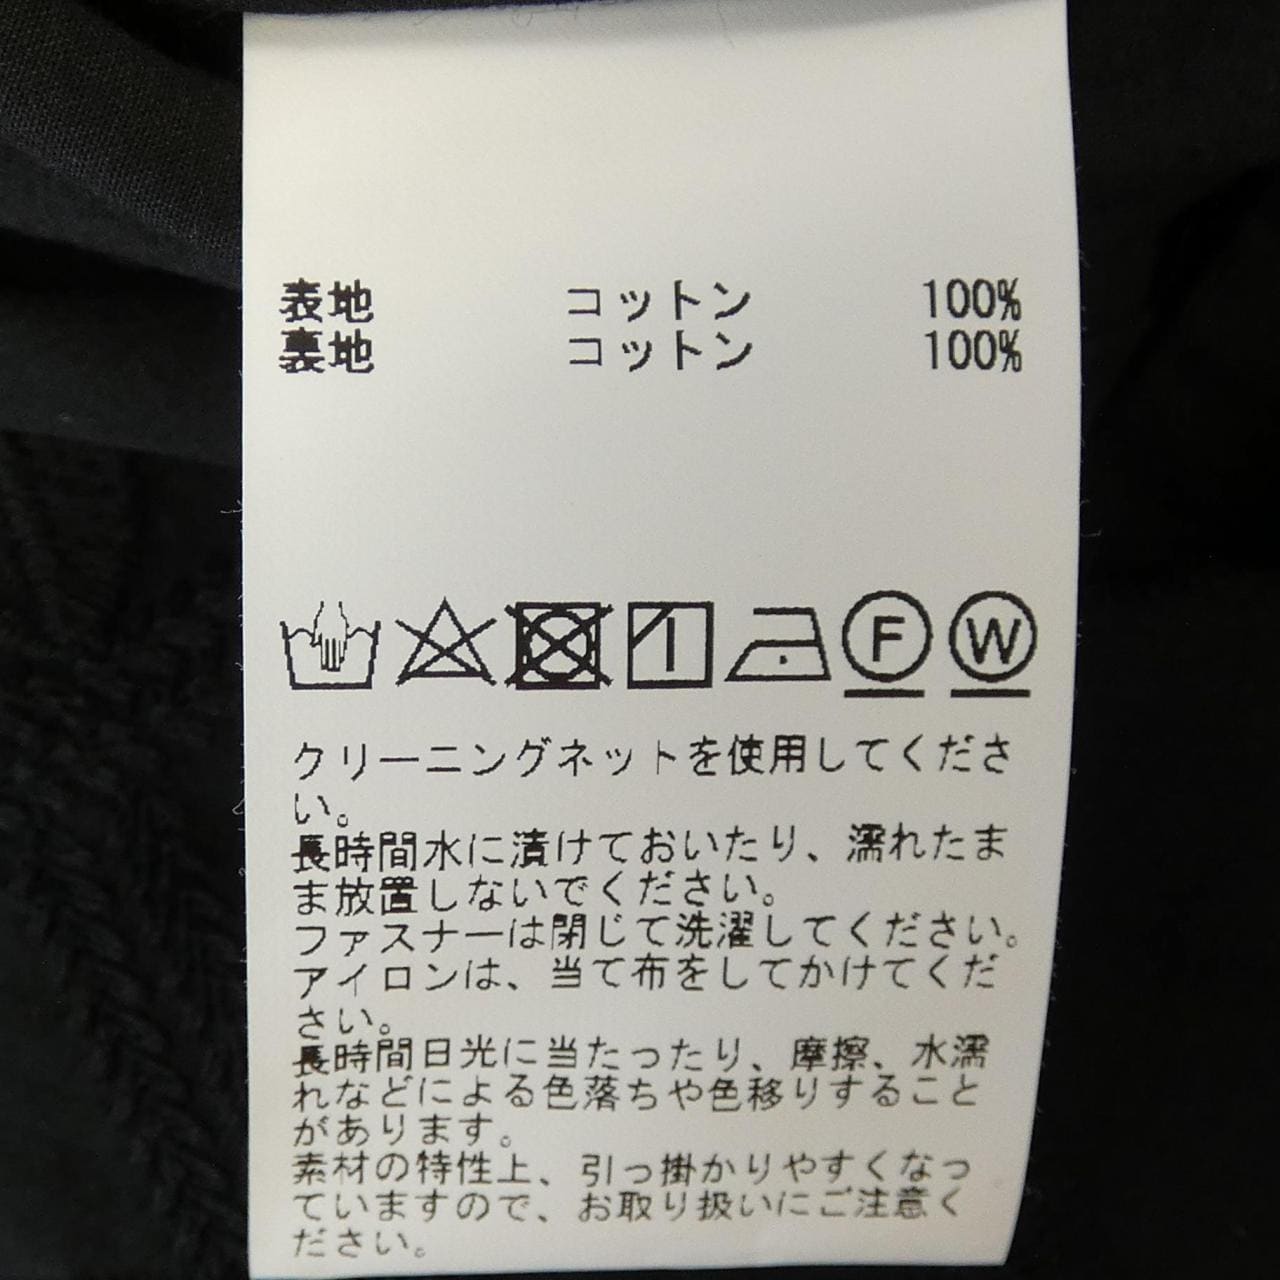 表地 コットン 100%
裏地 コットン 100%
F W
クリーニングネットを使用してくださ
い。
長時間水に漬けておいたり、濡れたま
ま放置しないでください。
ファスナーは閉じて洗濯してください。
アイロンは、当て布をしてかけてくだ
さい。
長時間日光に当たったり、摩擦、水濡
れなどによる色落ちや色移りすること
があります。
素材の特性上、引っ掛かりやすくなっ
ていますので、お取り扱いにご注意く
ださい。